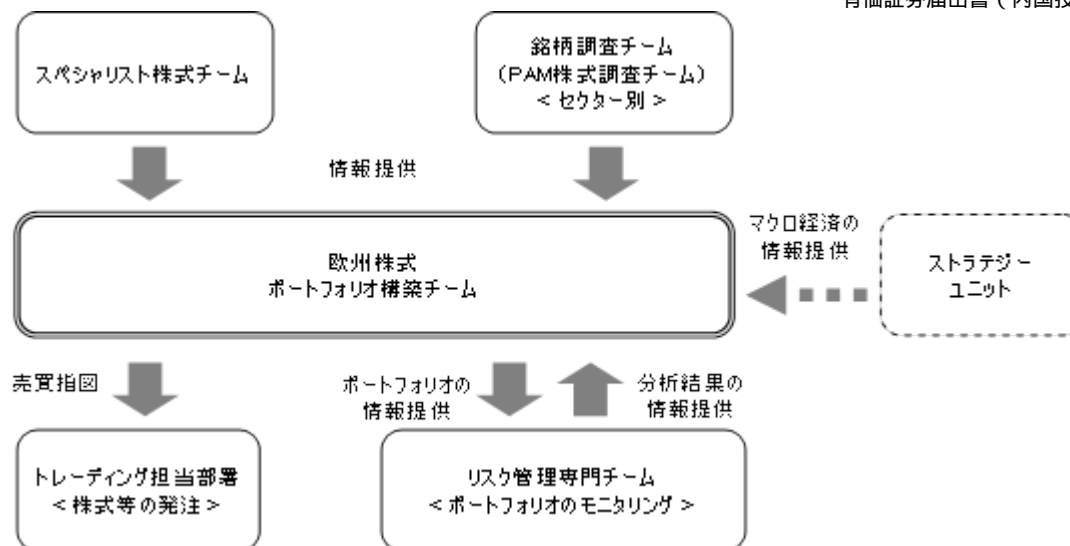 有価証券届出書（内国投
スペシャリスト株式チーム
銘柄調査チーム
（PAM株式調査チーム）
＜セクター別＞
情報提供
マクロ経済の
情報提供
欧州株式
ポートフォリオ構築チーム
ストラテジー
ユニット
売買指図
ポートフォリオの
情報提供
分析結果の
情報提供
トレーディング担当部署
＜株式等の発注＞
リスク管理専門チーム
＜ポートフォリオのモニタリング＞